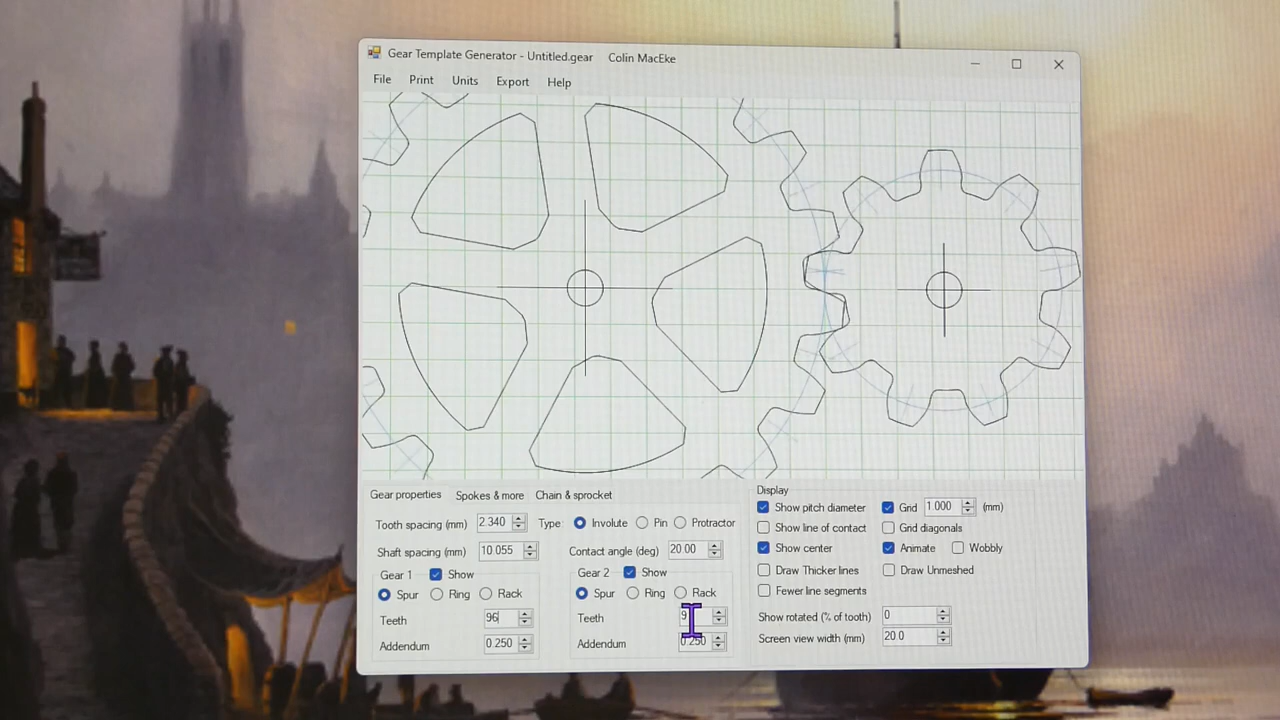 Gear Template Generator - Untitled.gear Colin MacEke
File Print Units Export Help
Gear properties Spokes & more Chain & sprocket
Tooth spacing (mm) 2.340 Type: Involute Pin Protractor
Shaft spacing (mm) 10.055 Contact angle (deg) 20.00
Gear 1 Show
Spur Ring Rack
Teeth 96
Addendum 0.250
Gear 2 Show
Spur Ring Rack
Teeth 9
Addendum 0.250
Display
Show pitch diameter Grid 1.000 (mm)
Show line of contact Grid diagonals
Show center Animate Wobbly
Draw Thicker lines Draw Unmeshed
Fewer line segments
Show rotated (% of tooth) 0
Screen view width (mm) 20.0